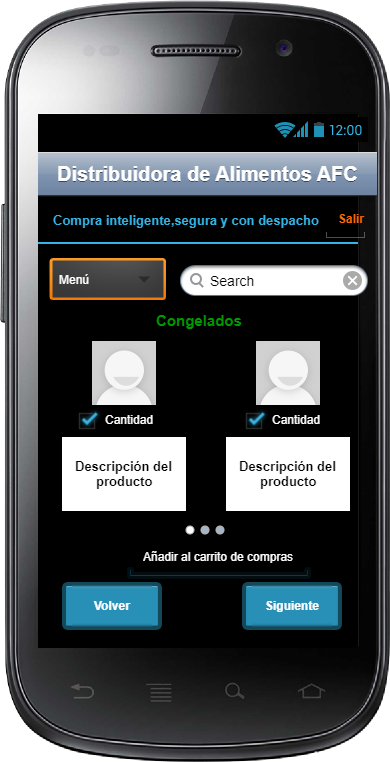 12:00
Distribuidora de Alimentos AFC
Compra inteligente,segura y con despacho
Salir
Menú
Search
Congelados
Cantidad
Cantidad
Descripción del
producto
Descripción del
producto
Añadir al carrito de compras
Volver
Siguiente